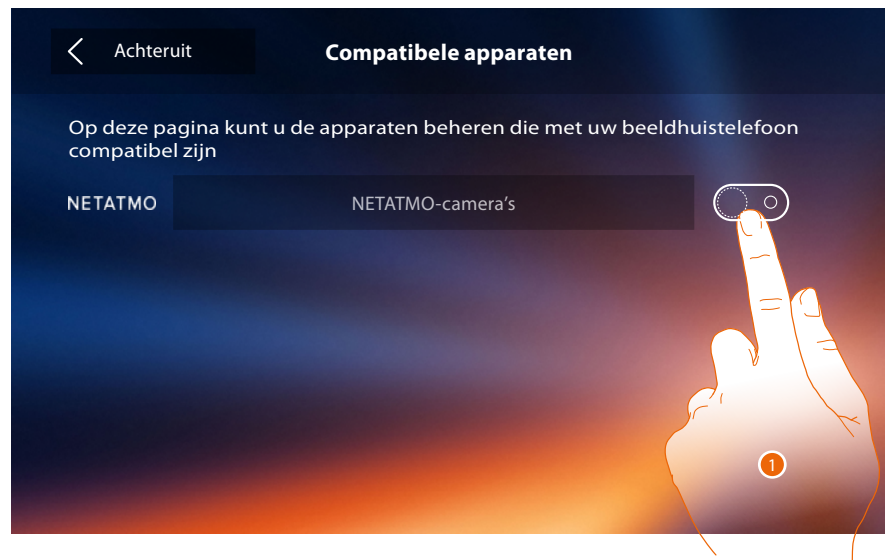 Achteruit
Compatibele apparaten
Op deze pagina kunt u de apparaten beheren die met uw beeldhuistelefoon
compatibel zijn
NETATMO
NETATMO-camera's
1